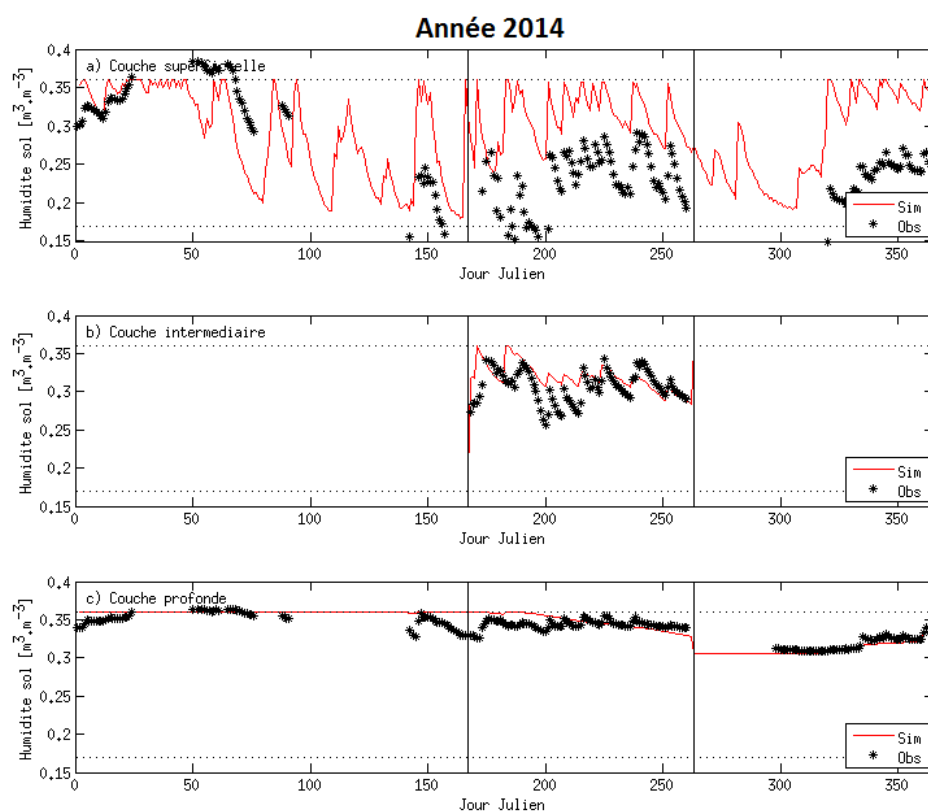 Année 2014
a) Couche superficielle
Humidite sol [m³.m⁻³]
0.4
0.35
0.3
0.25
0.2
0.15
Sim
Obs
0 50 100 150 200 250 300 350
Jour Julien
b) Couche intermediaire
Humidite sol [m³.m⁻³]
0.4
0.35
0.3
0.25
0.2
0.15
Sim
Obs
0 50 100 150 200 250 300 350
Jour Julien
c) Couche profonde
Humidite sol [m³.m⁻³]
0.4
0.35
0.3
0.25
0.2
0.15
Sim
Obs
0 50 100 150 200 250 300 350
Jour Julien